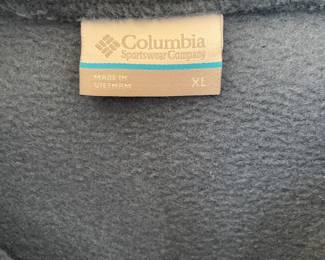 Columbia
Sportswear Company
MADE IN
VIETNAM XL